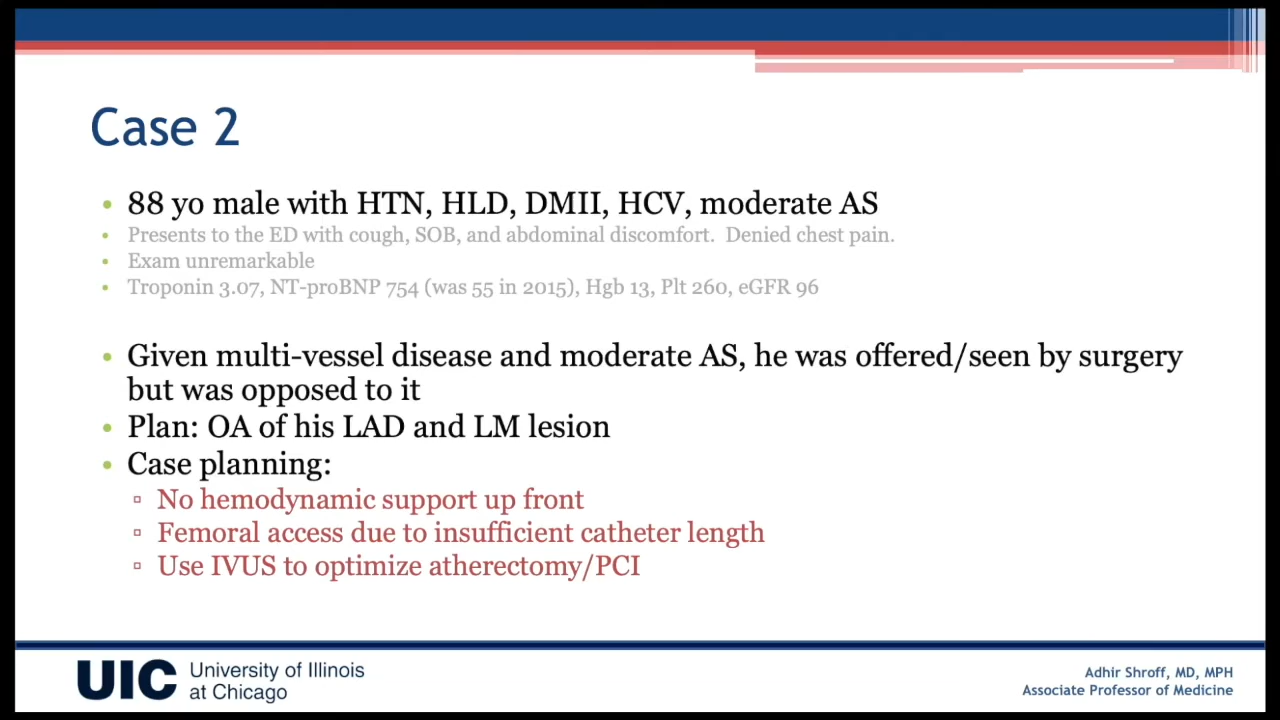 Case 2
• 88 yo male with HTN, HLD, DMII, HCV, moderate AS
• Presents to the ED with cough, SOB, and abdominal discomfort.  Denied chest pain.
• Exam unremarkable
• Troponin 3.07, NT-proBNP 754 (was 55 in 2015), Hgb 13, Plt 260, eGFR 96
• Given multi-vessel disease and moderate AS, he was offered/seen by surgery
but was opposed to it
• Plan: OA of his LAD and LM lesion
• Case planning:
▫ No hemodynamic support up front
▫ Femoral access due to insufficient catheter length
▫ Use IVUS to optimize atherectomy/PCI
UIC University of Illinois
at Chicago
Adhir Shroff, MD, MPH
Associate Professor of Medicine